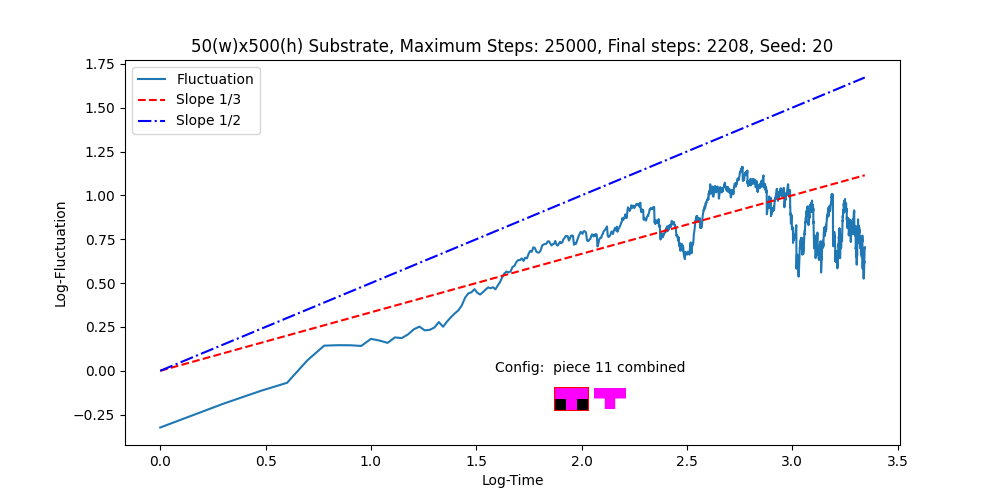 50(w)x500(h) Substrate, Maximum Steps: 25000, Final steps: 2208, Seed: 20
Fluctuation
Slope 1/3
Slope 1/2
1.75
1.50
1.25
1.00
0.75
0.50
0.25
0.00
−0.25
Log-Fluctuation
Config:  piece 11 combined
0.0 0.5 1.0 1.5 2.0 2.5 3.0 3.5
Log-Time